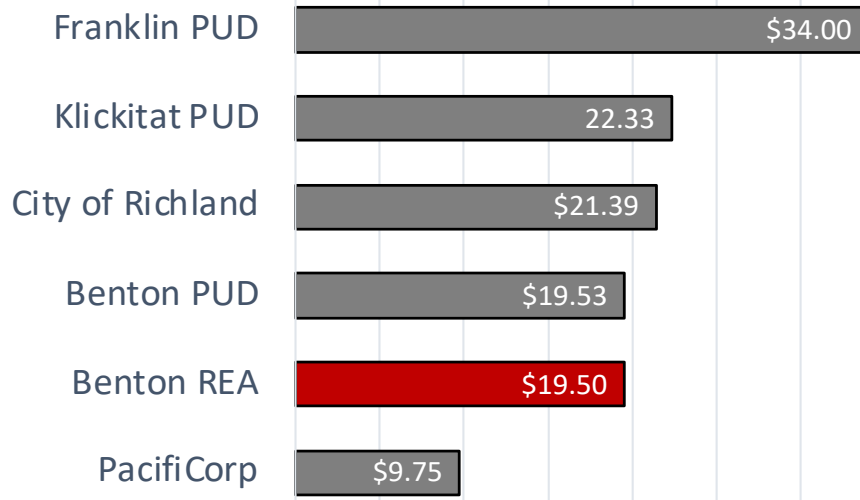 Franklin PUD $34.00
Klickitat PUD 22.33
City of Richland $21.39
Benton PUD $19.53
Benton REA $19.50
PacifiCorp $9.75